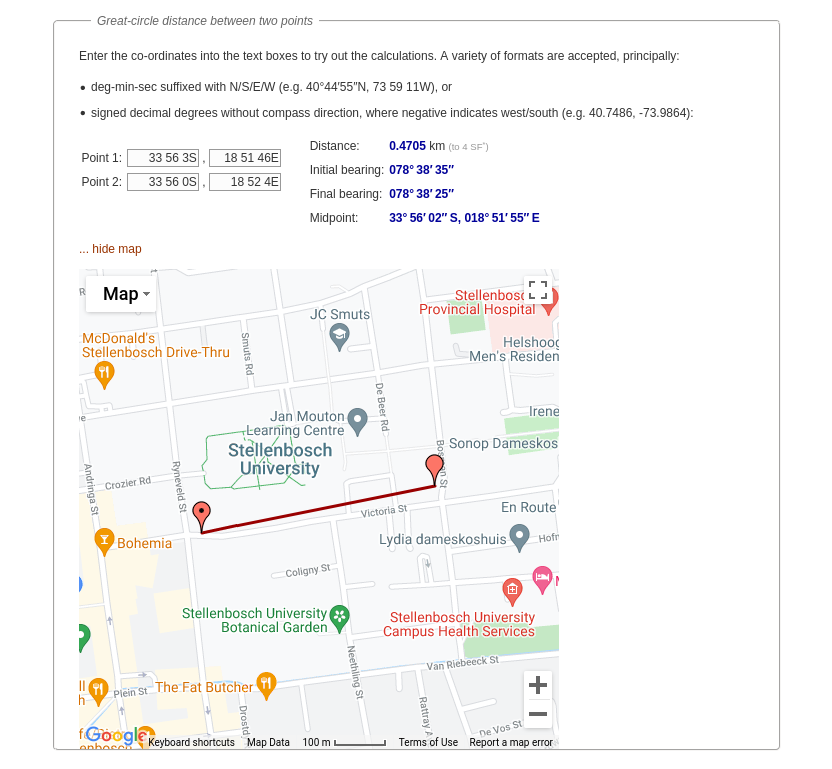 Great-circle distance between two points
Enter the co-ordinates into the text boxes to try out the calculations. A variety of formats are accepted, principally:
• deg-min-sec suffixed with N/S/E/W (e.g. 40°44′55″N, 73 59 11W), or
• signed decimal degrees without compass direction, where negative indicates west/south (e.g. 40.7486, -73.9864):
Point 1: 33 56 3S , 18 51 46E
Point 2: 33 56 0S , 18 52 4E
Distance: 0.4705 km (to 4 SF*)
Initial bearing: 078° 38′ 35″
Final bearing: 078° 38′ 25″
Midpoint: 33° 56′ 02″ S, 018° 51′ 55″ E
... hide map
Map
JC Smuts
Stellenbosc
Provincial Hospital
McDonald's
Stellenbosch Drive-Thru
Smuts Rd
Helshoog
Men's Residen
De Beer Rd
Jan Mouton
Learning Centre
Irene
Stellenbosch
University
Sonop Dameskos
Andringa St
Crozier Rd
Ryneveld St
Victoria St
En Route
Bohemia
Lydia dameskoshuis
Hofm
Coligny St
Stellenbosch University
Botanical Garden
Stellenbosch University
Campus Health Services
Van Riebeeck St
Neethling St
Plein St
The Fat Butcher
Drostd
Rattray A
De Vos St
Google
Keyboard shortcuts
Map Data
100 m
Terms of Use
Report a map error